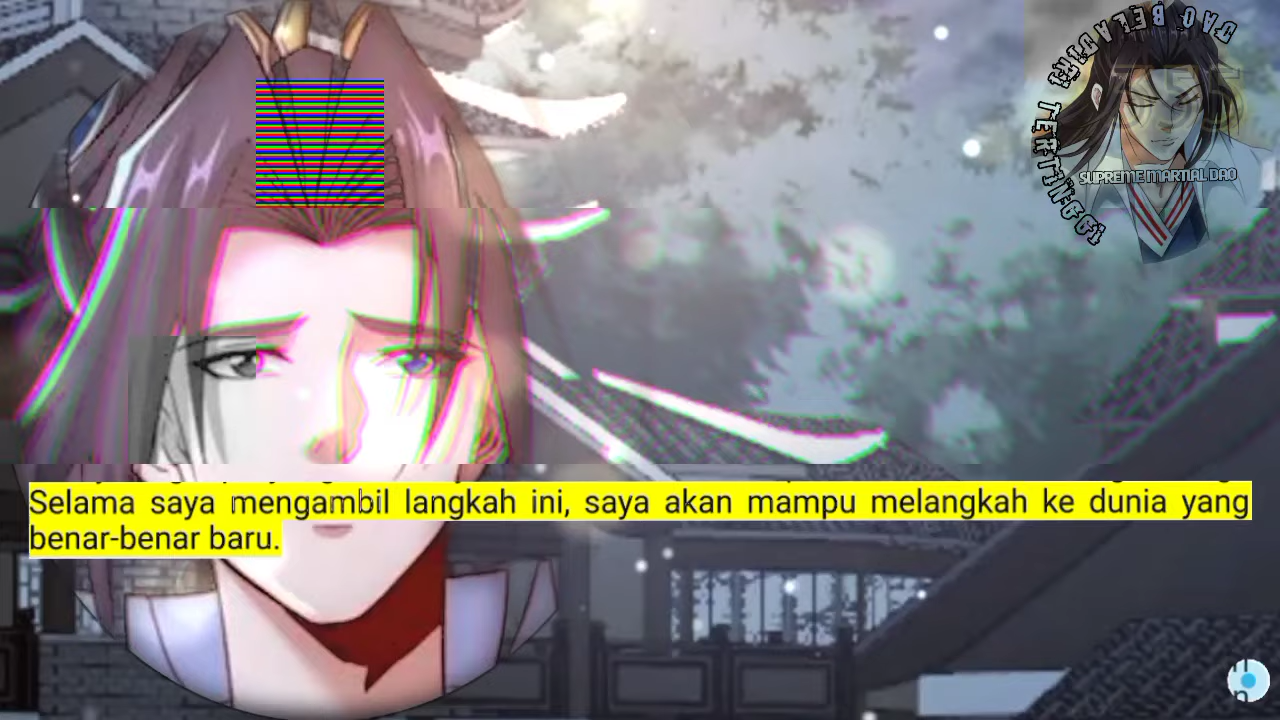 DAO BELADIRI TERTINGGI
SUPREME MARTIAL DAO
Selama saya mengambil langkah ini, saya akan mampu melangkah ke dunia yang
benar-benar baru.